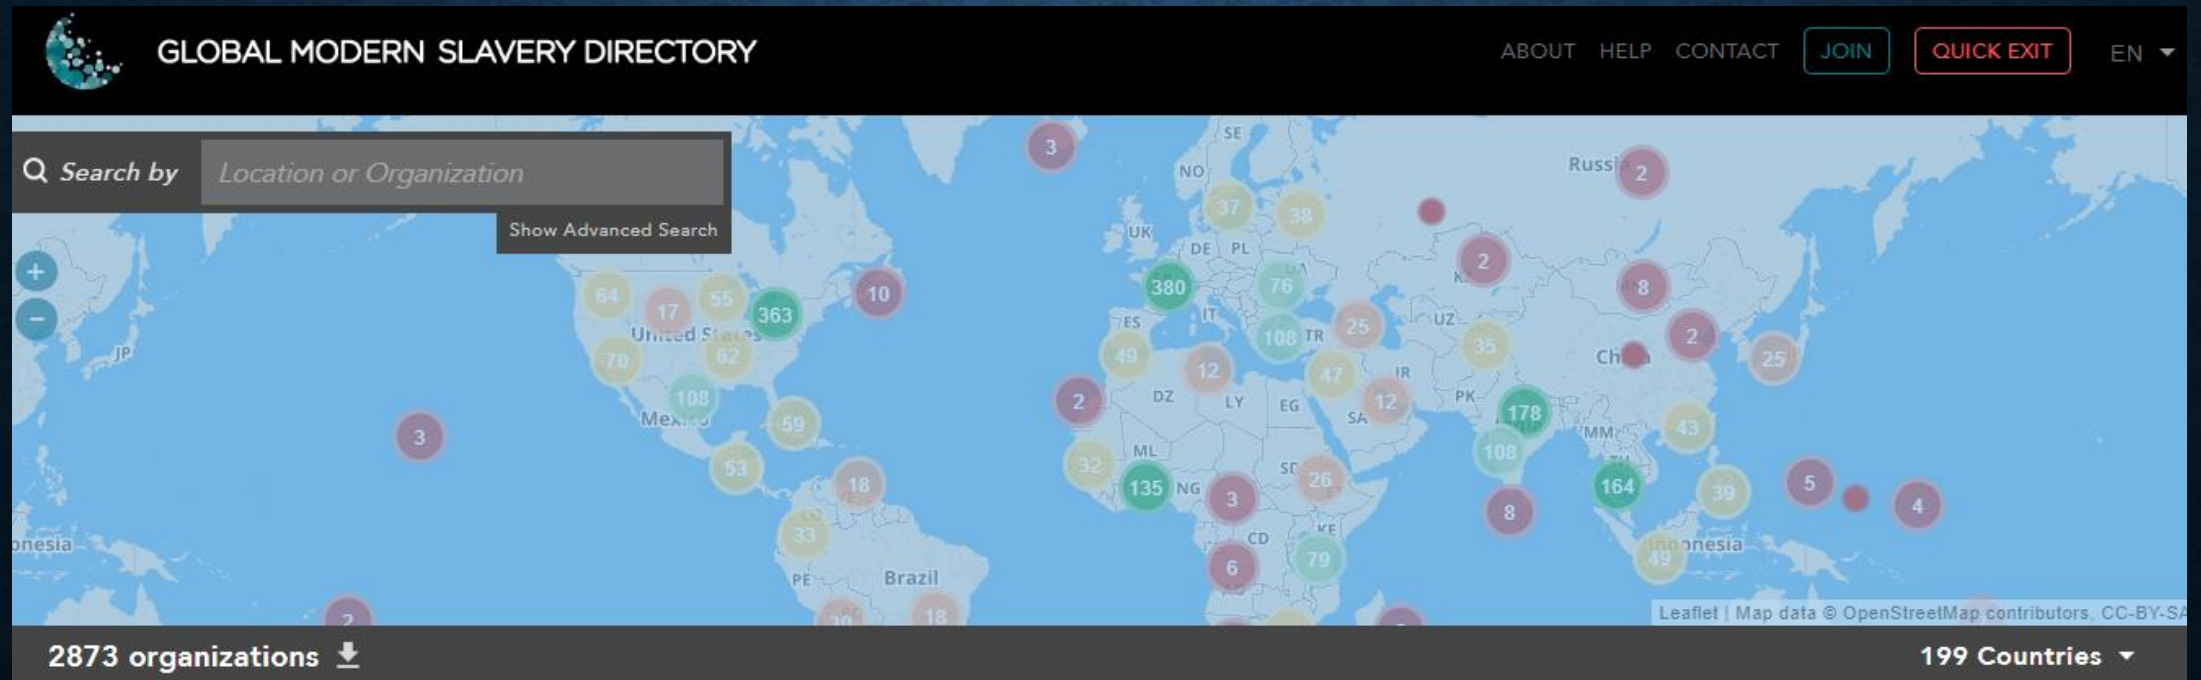 GLOBAL MODERN SLAVERY DIRECTORY
ABOUT HELP CONTACT JOIN QUICK EXIT EN
Search by Location or Organization
Show Advanced Search
+
−
SE
3
Russi
2
NO
37
38
UK
DE PL
2
64
17
55
363
10
380
76
8
United States
ES
IT
108
TR
25
UZ
2
JP
70
62
49
12
47
IR
35
25
108
Mexico
59
2
DZ
LY
EG
SA
12
PK
178
MM
43
3
53
18
32
ML
135
NG
3
SD
26
108
164
39
5
4
33
8
CD
KE
onesia
49
onesia
PE
Brazil
6
79
2
18
Leaflet | Map data © OpenStreetMap contributors, CC-BY-SA
2873 organizations
199 Countries